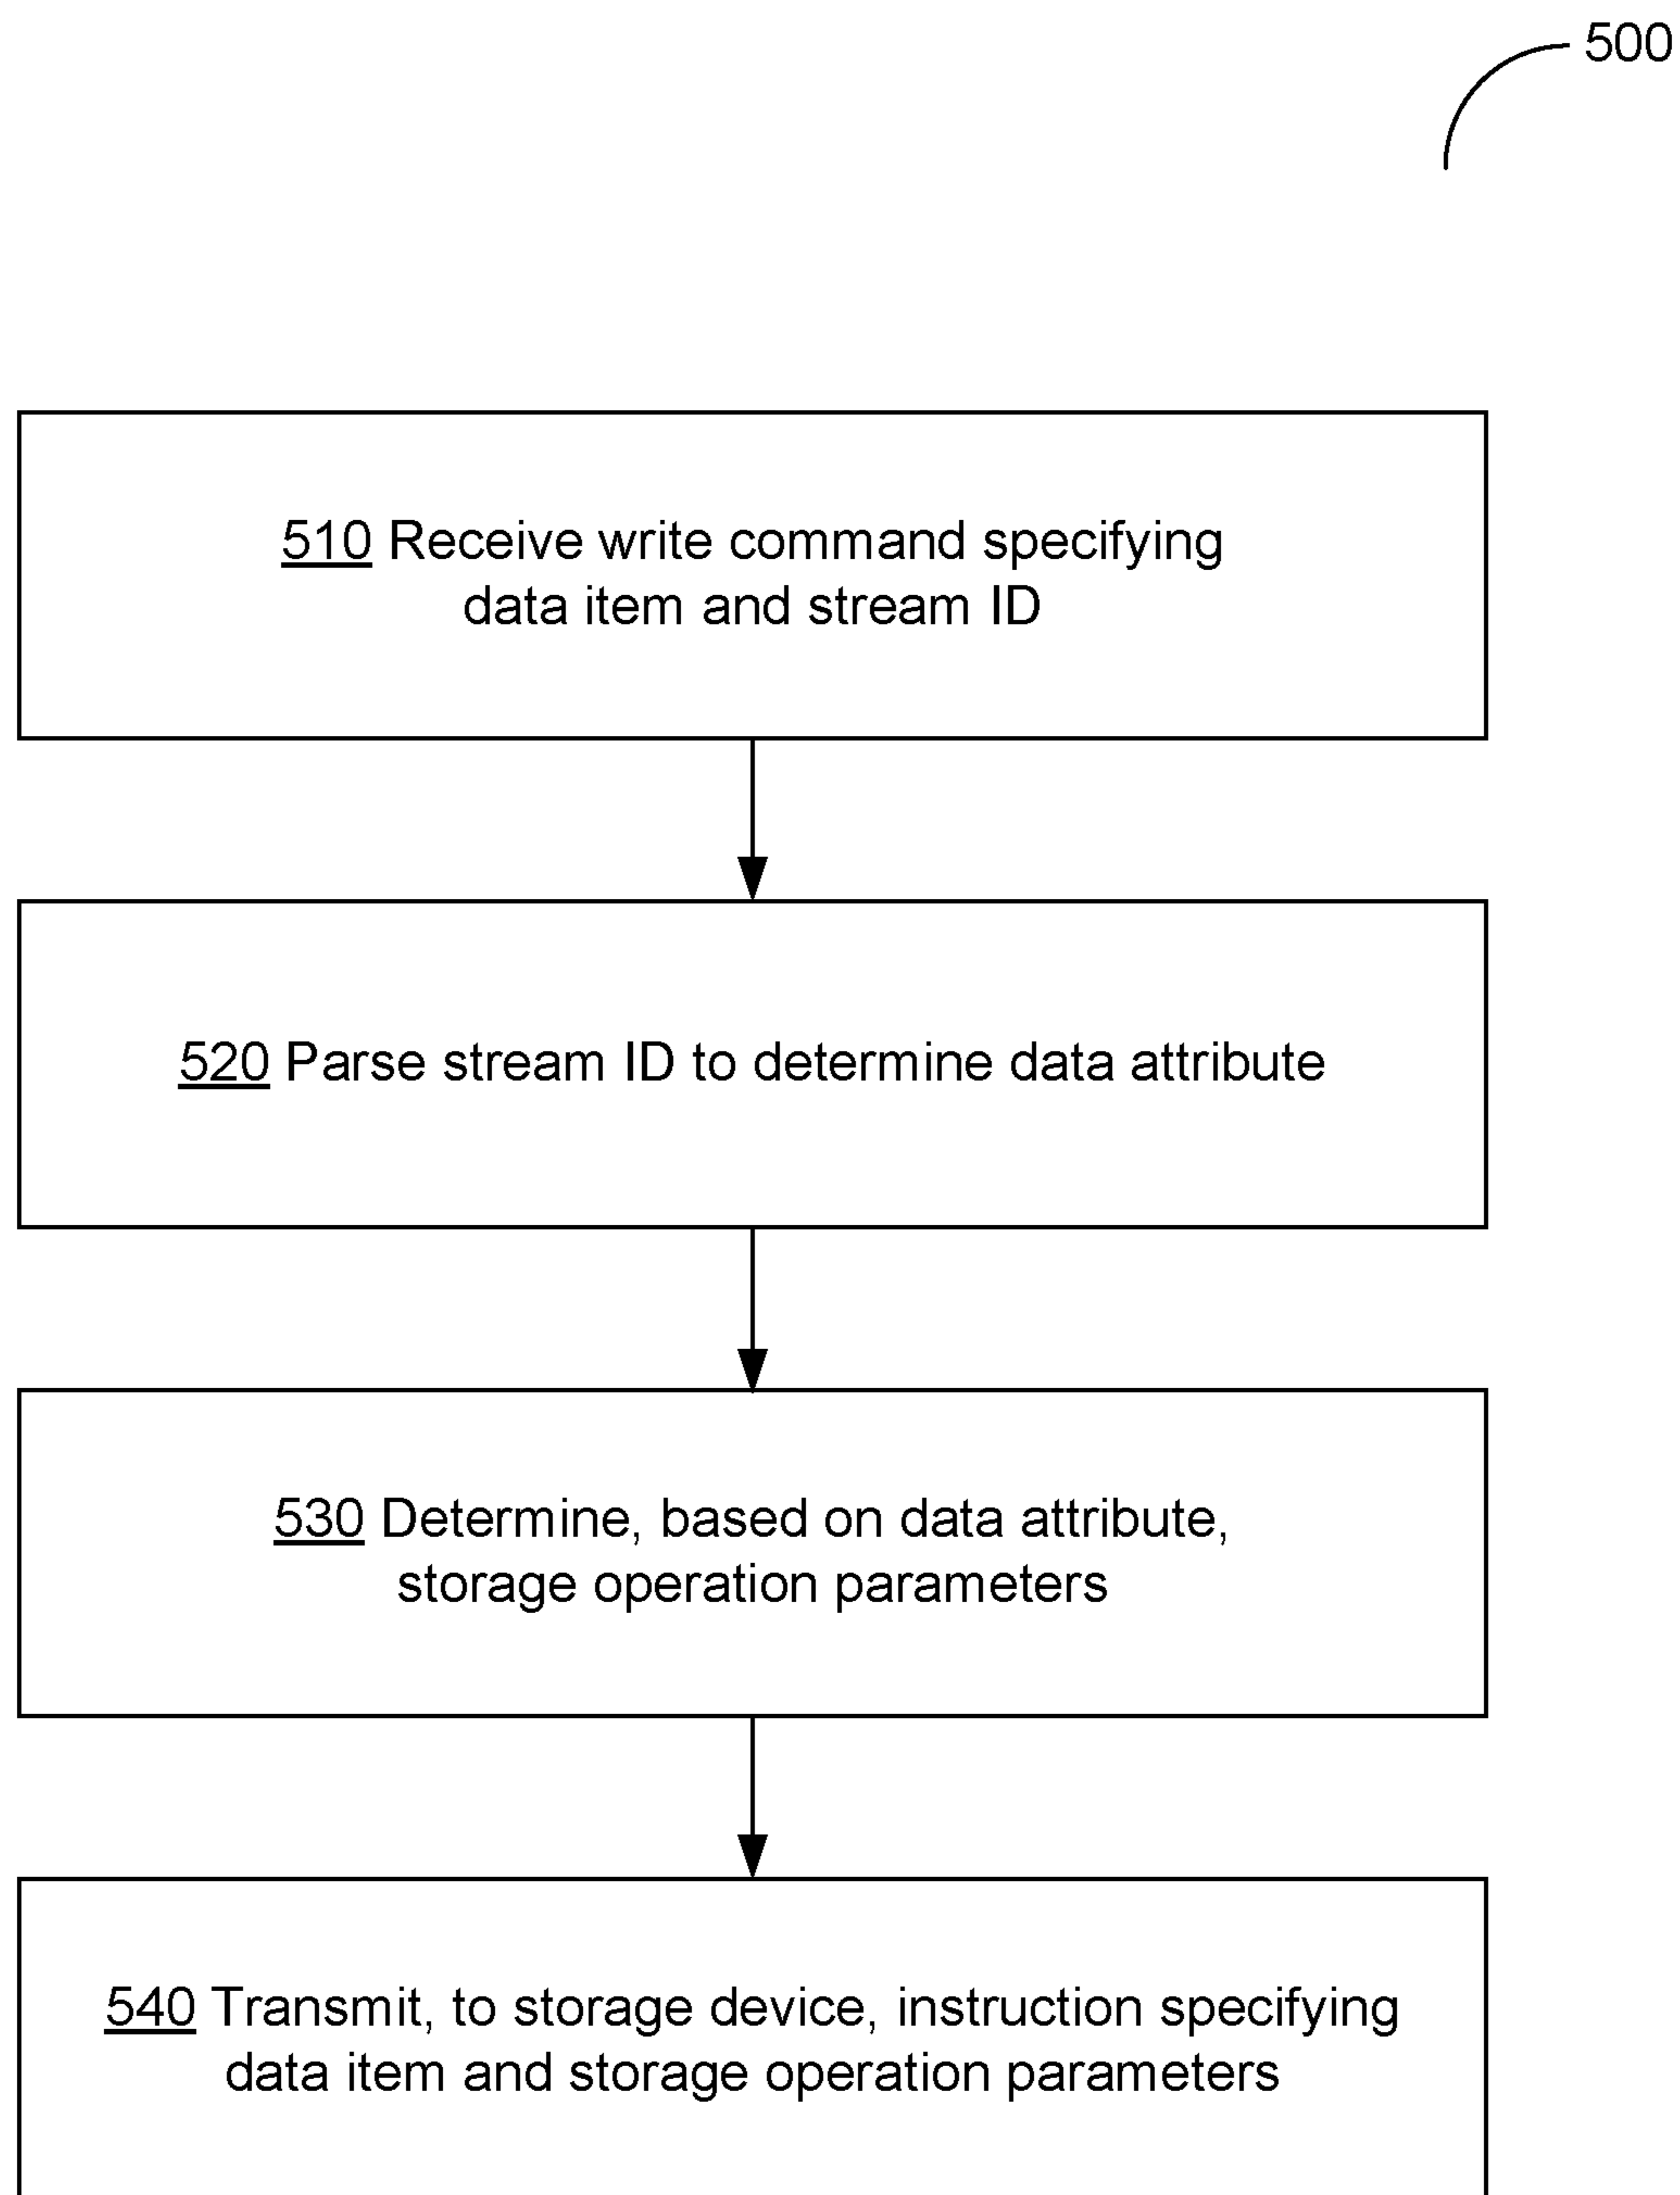 500
510 Receive write command specifying
data item and stream ID
520 Parse stream ID to determine data attribute
530 Determine, based on data attribute,
storage operation parameters
540 Transmit, to storage device, instruction specifying
data item and storage operation parameters